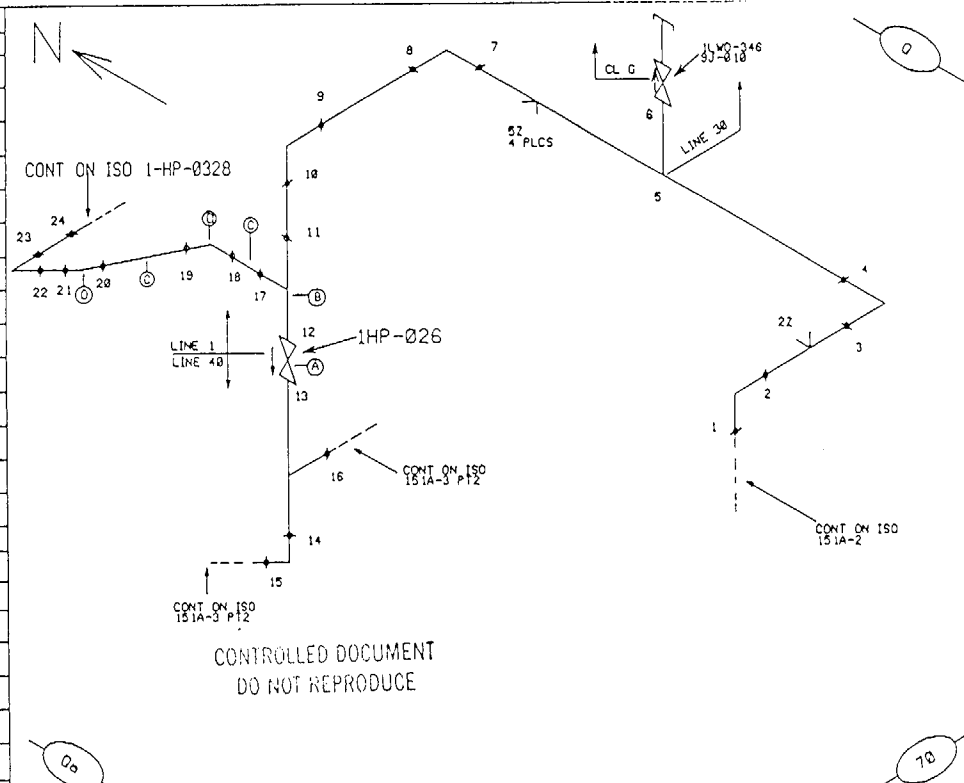 N
8
7
1LWO-346
9J-010
0
CL G
9
6
5Z
4 PLCS
LINE 30
CONT ON ISO 1-HP-0328
10
5
24
D
C
23
11
4
22
21
D
20
C
19
18
17
B
2Z
3
12
1HP-026
LINE 1
LINE 40
A
13
2
1
16
CONT ON ISO
151A-3 PT2
14
CONT ON ISO
151A-2
15
CONT ON ISO
151A-3 PT2
CONTROLLED DOCUMENT
DO NOT REPRODUCE
70